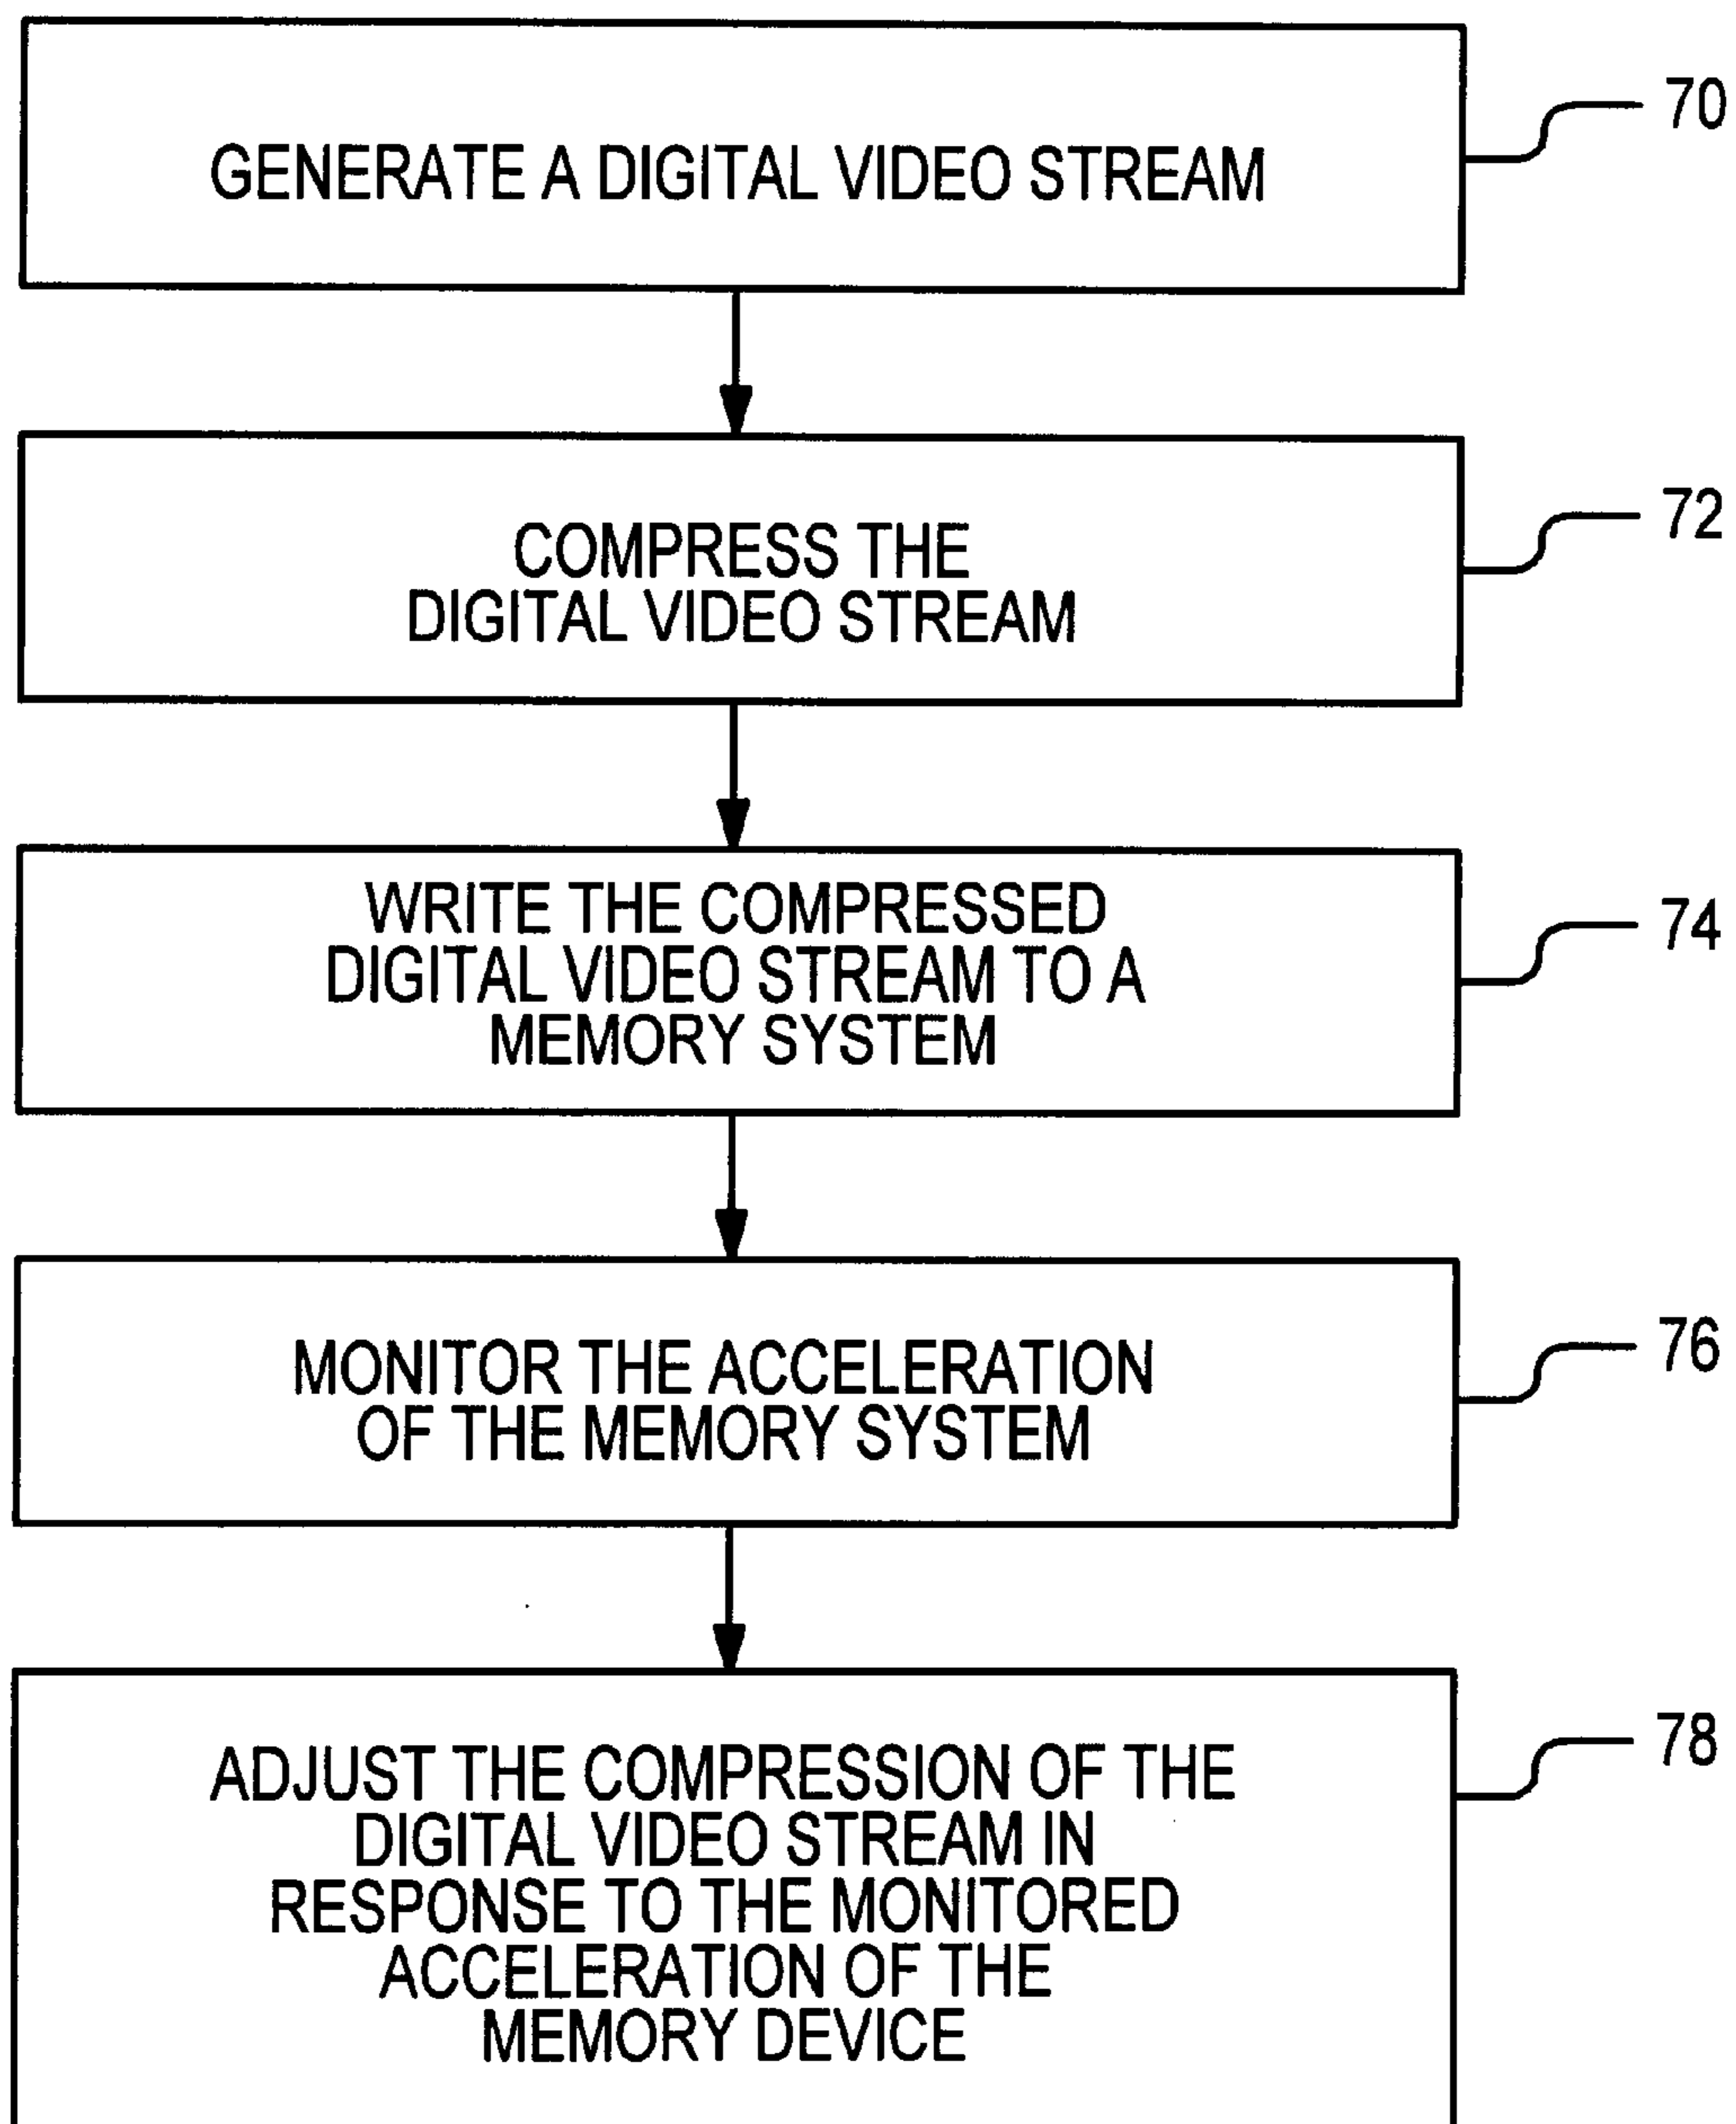 GENERATE A DIGITAL VIDEO STREAM
70
COMPRESS THE
DIGITAL VIDEO STREAM
72
WRITE THE COMPRESSED
DIGITAL VIDEO STREAM TO A
MEMORY SYSTEM
74
MONITOR THE ACCELERATION
OF THE MEMORY SYSTEM
76
ADJUST THE COMPRESSION OF THE
DIGITAL VIDEO STREAM IN
RESPONSE TO THE MONITORED
ACCELERATION OF THE
MEMORY DEVICE
78